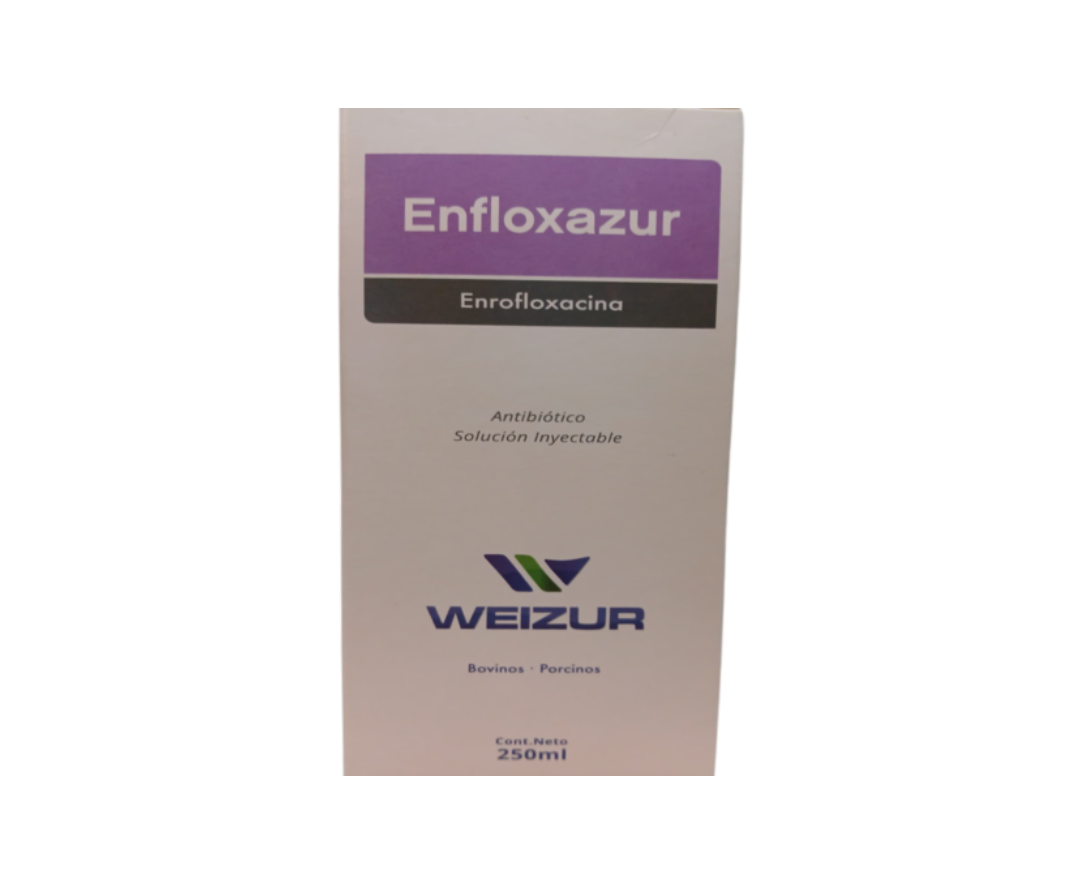 Enfloxazur
Enrofloxacina
Antibiótico
Solución Inyectable
WEIZUR
Bovinos · Porcinos
Cont.Neto
250ml